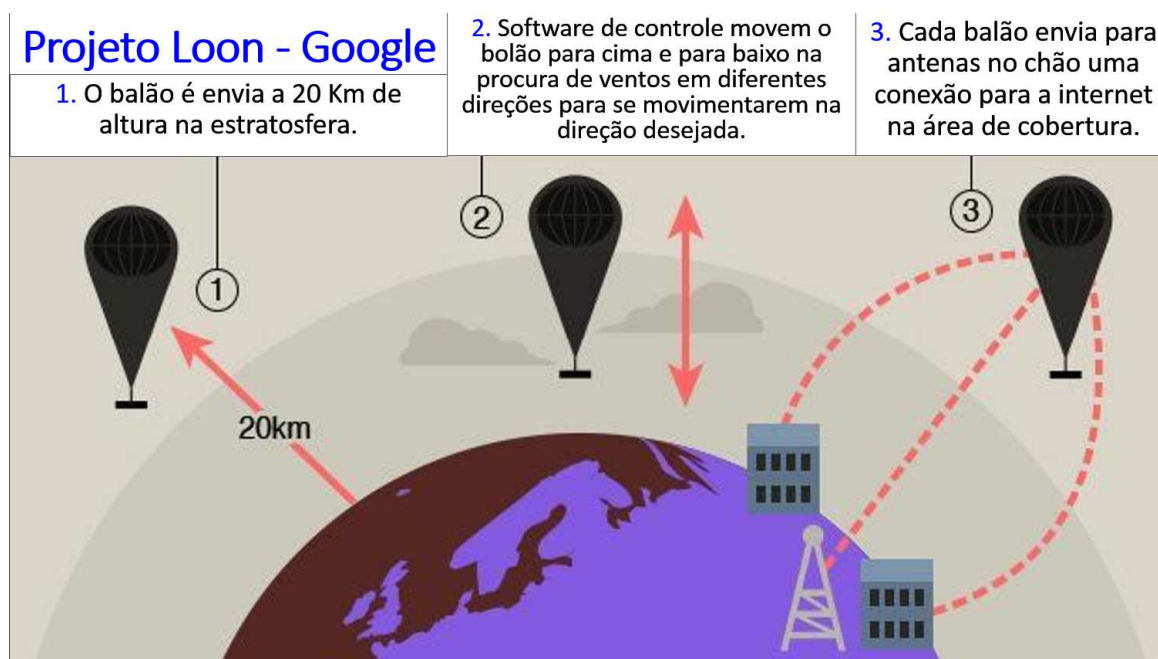 Projeto Loon - Google
1. O balão é envia a 20 Km de
altura na estratosfera.
2. Software de controle movem o
bolão para cima e para baixo na
procura de ventos em diferentes
direções para se movimentarem na
direção desejada.
3. Cada balão envia para
antenas no chão uma
conexão para a internet
na área de cobertura.
1
2
3
20km